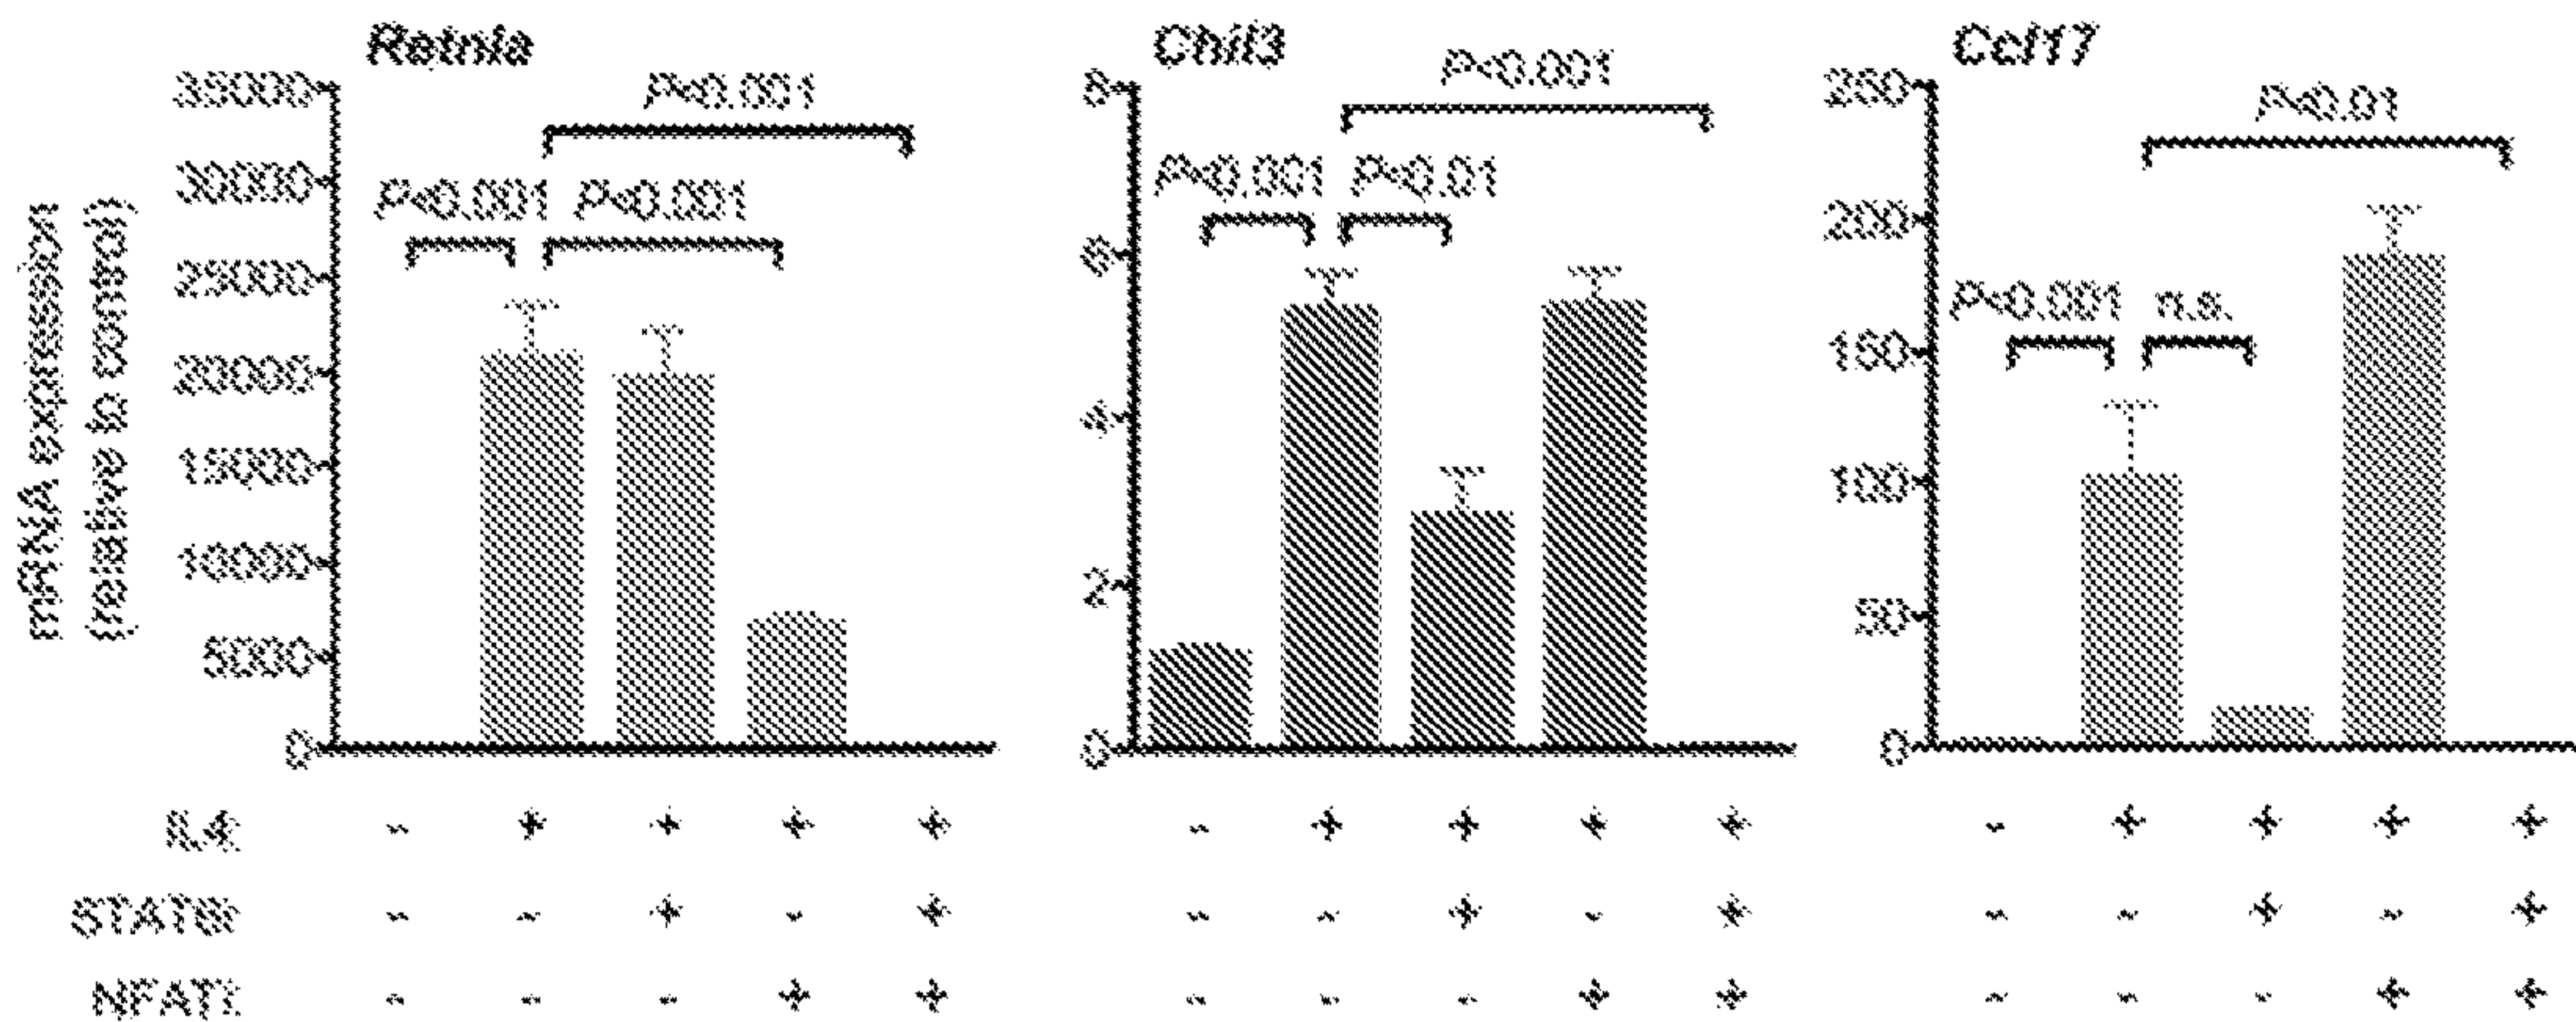 Retnla
Chil3
Ccl17
mRNA expression
(relative to control)
35000
30000
25000
20000
15000
10000
5000
0
P<0.001
P<0.001 P<0.001
8
6
4
2
0
P<0.001
P<0.001 P<0.01
250
200
150
100
50
0
P<0.01
P<0.001 n.s.
IL4: - + + + + - + + + + - + + + +
STAT6i: - - + - + - - + - + - - + - +
NFATi: - - - + + - - - + + - - - + +